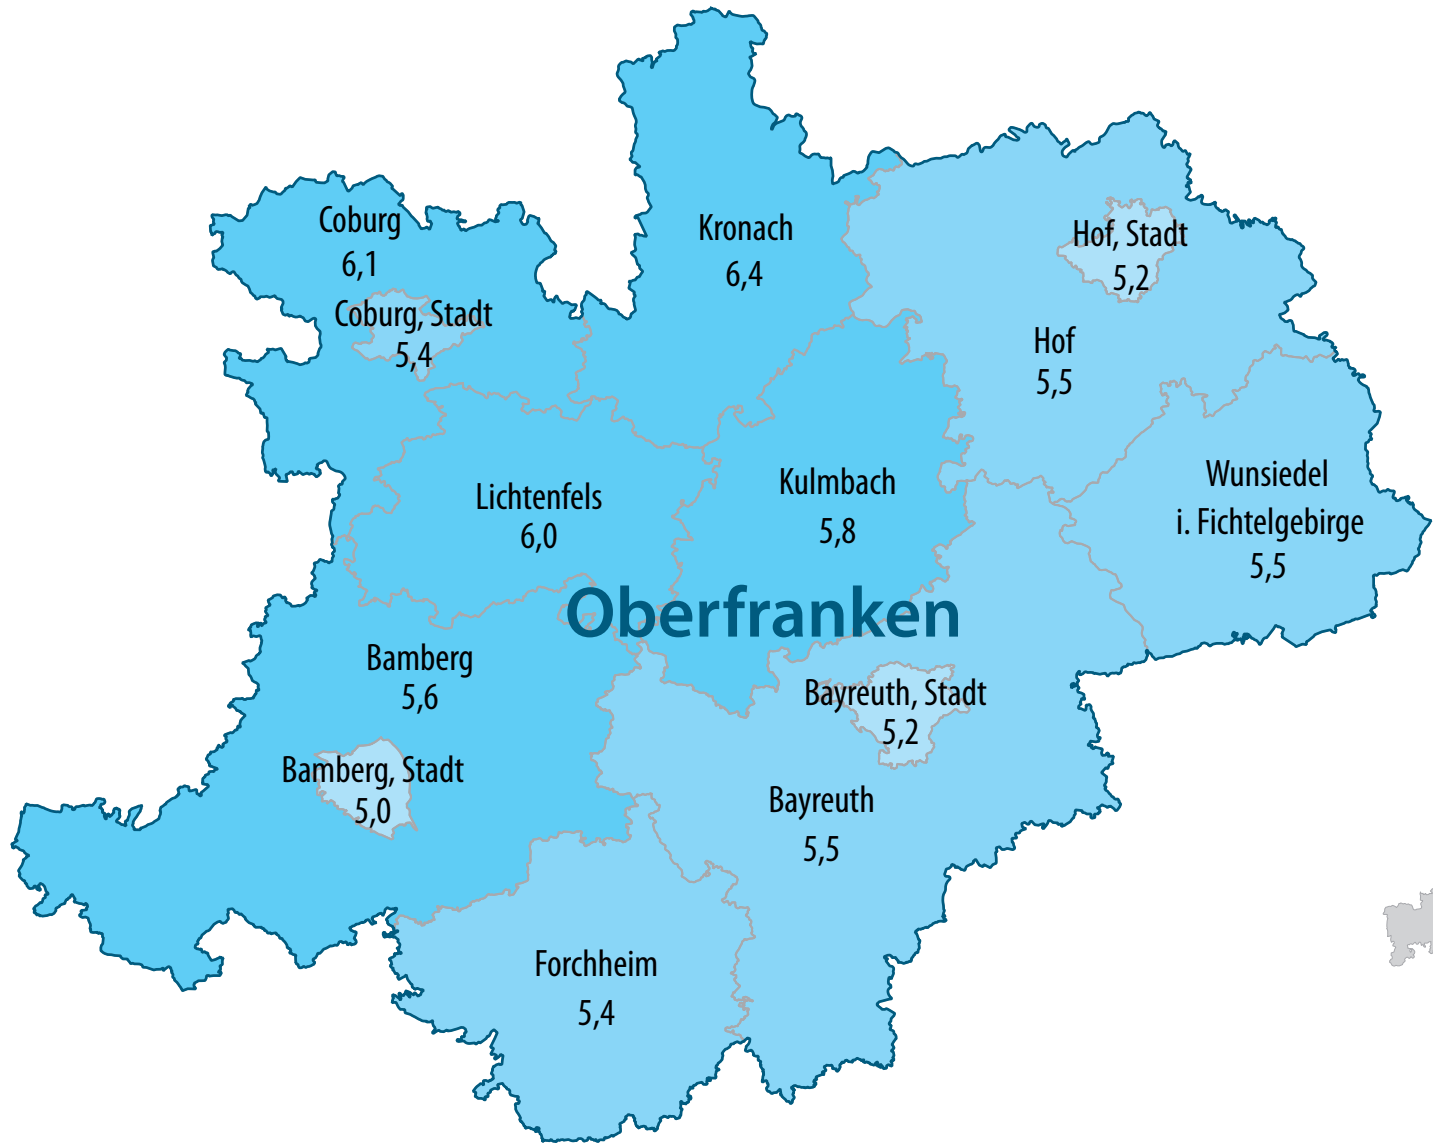 Coburg
6,1
Coburg, Stadt
5,4
Kronach
6,4
Hof, Stadt
5,2
Hof
5,5
Lichtenfels
6,0
Kulmbach
5,8
Wunsiedel
i. Fichtelgebirge
5,5
Oberfranken
Bamberg
5,6
Bamberg, Stadt
5,0
Bayreuth, Stadt
5,2
Bayreuth
5,5
Forchheim
5,4